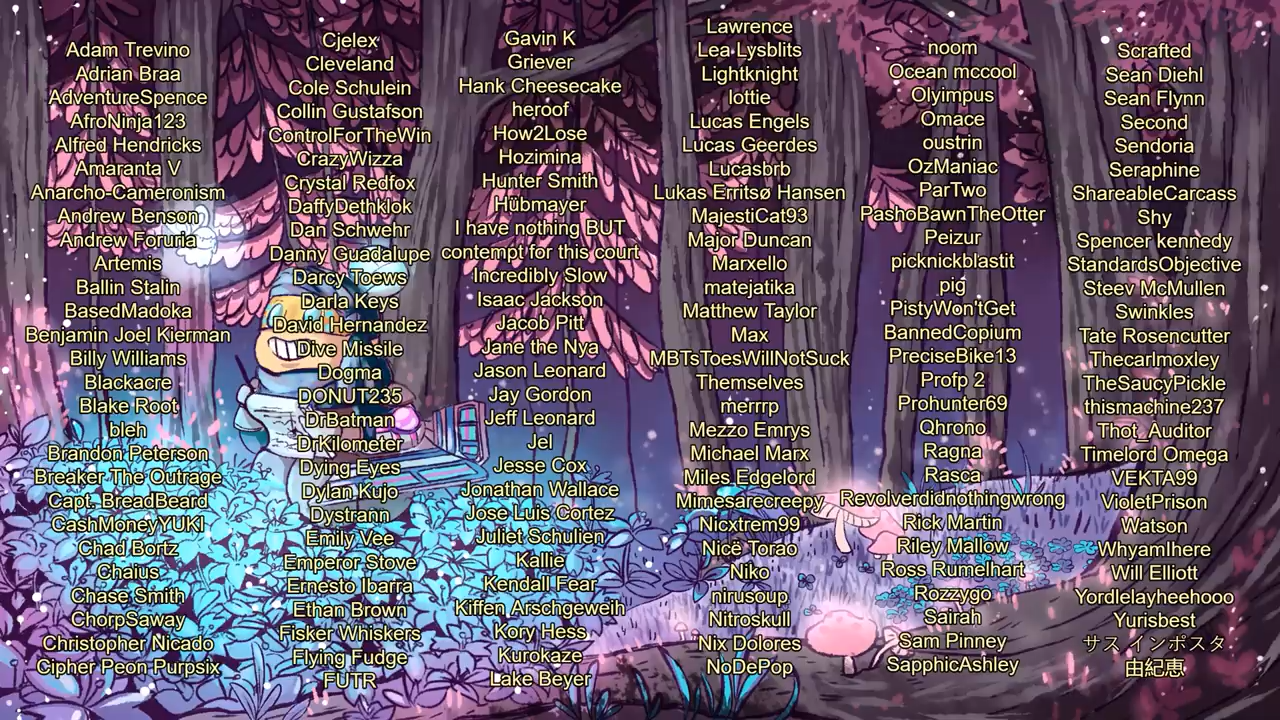 Adam Trevino
Adrian Braa
AdventureSpence
AfroNinja123
Alfred Hendricks
Amaranta V
Anarcho-Cameronism
Andrew Benson
Andrew Foruria
Artemis
Ballin Stalin
BasedMadoka
Benjamin Joel Kierman
Billy Williams
Blackacre
Blake Root
bleh
Brandon Peterson
Breaker The Outrage
Capt. BreadBeard
CashMoneyYUKI
Chad Bortz
Chaius
Chase Smith
ChorpSaway
Christopher Nicado
Cipher Peon Purpsix
Cjelex
Cleveland
Cole Schulein
Collin Gustafson
ControlForTheWin
CrazyWizza
Crystal Redfox
DaffyDethklok
Dan Schwehr
Danny Guadalupe
Darcy Toews
Darla Keys
David Hernandez
Dive Missile
Dogma
DONUT235
DrBatman
DrKilometer
Dying Eyes
Dylan Kujo
Dystrann
Emily Vee
Emperor Stove
Ernesto Ibarra
Ethan Brown
Fisker Whiskers
Flying Fudge
FUTR
Gavin K
Griever
Hank Cheesecake
heroof
How2Lose
Hozimina
Hunter Smith
Hübmayer
I have nothing BUT
contempt for this court
Incredibly Slow
Isaac Jackson
Jacob Pitt
Jane the Nya
Jason Leonard
Jay Gordon
Jeff Leonard
Jel
Jesse Cox
Jonathan Wallace
Jose Luis Cortez
Juliet Schulien
Kallie
Kendall Fear
Kiffen Arschgeweih
Kory Hess
Kurokaze
Lake Beyer
Lawrence
Lea Lysblits
Lightknight
lottie
Lucas Engels
Lucas Geerdes
Lucasbrb
Lukas Erritsø Hansen
MajestiCat93
Major Duncan
Marxello
matejatika
Matthew Taylor
Max
MBTsToesWillNotSuck
Themselves
merrrp
Mezzo Emrys
Michael Marx
Miles Edgelord
Mimesarecreepy
Nicxtrem99
Nicë Torao
Niko
nirusoup
Nitroskull
Nix Dolores
NoDePop
noom
Ocean mccool
Olyimpus
Omace
oustrin
OzManiac
ParTwo
PashoBawnTheOtter
Peizur
picknickblastit
pig
PistyWon'tGet
BannedCopium
PreciseBike13
Profp 2
Prohunter69
Qhrono
Ragna
Rasca
Revolverdidnothingwrong
Rick Martin
Riley Mallow
Ross Rumelhart
Rozzygo
Sairah
Sam Pinney
SapphicAshley
Scrafted
Sean Diehl
Sean Flynn
Second
Sendoria
Seraphine
ShareableCarcass
Shy
Spencer kennedy
StandardsObjective
Steev McMullen
Swinkles
Tate Rosencutter
Thecarlmoxley
TheSaucyPickle
thismachine237
Thot_Auditor
Timelord Omega
VEKTA99
VioletPrison
Watson
WhyamIhere
Will Elliott
Yordlelayheehooo
Yurisbest
サス インポスタ
由紀恵